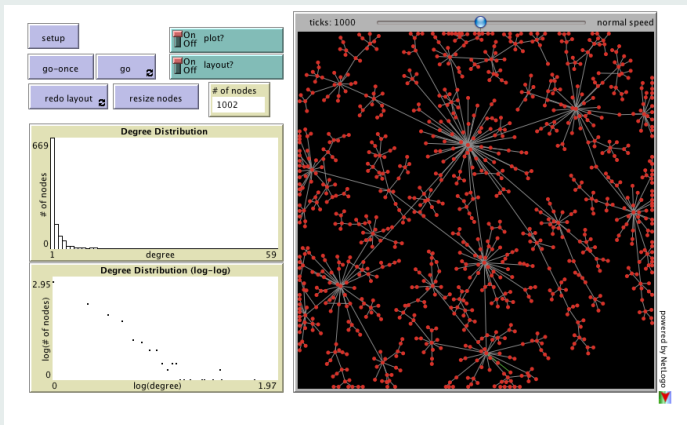 ticks: 1000
normal speed
setup
On
Off
plot?
go-once
go
On
Off
layout?
redo layout
resize nodes
# of nodes
1002
Degree Distribution
669
# of nodes
0
1
degree
59
Degree Distribution (log-log)
2.95
log(# of nodes)
0
0
log(degree)
1.97
powered by NetLogo